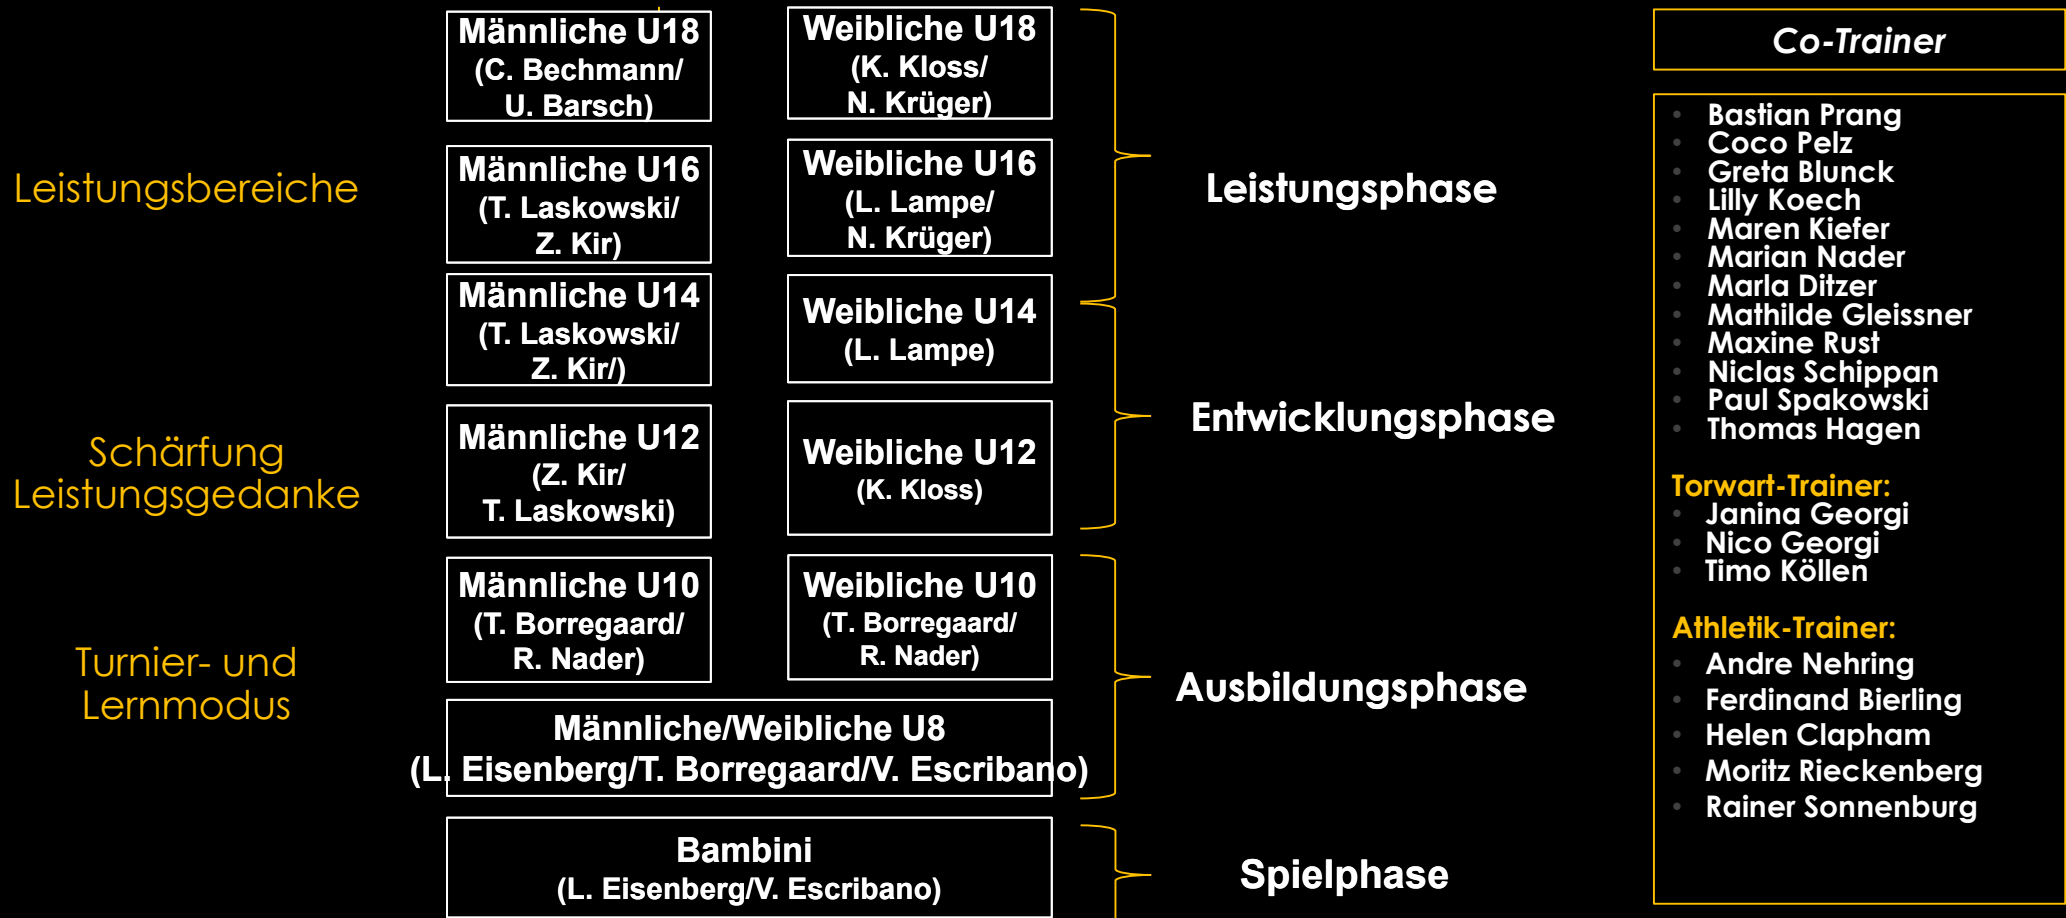 Leistungsbereiche
Schärfung
Leistungsgedanke
Turnier- und
Lernmodus
Männliche U18
(C. Bechmann/
U. Barsch)
Weibliche U18
(K. Kloss/
N. Krüger)
Männliche U16
(T. Laskowski/
Z. Kir)
Weibliche U16
(L. Lampe/
N. Krüger)
Männliche U14
(T. Laskowski/
Z. Kir/)
Weibliche U14
(L. Lampe)
Männliche U12
(Z. Kir/
T. Laskowski)
Weibliche U12
(K. Kloss)
Männliche U10
(T. Borregaard/
R. Nader)
Weibliche U10
(T. Borregaard/
R. Nader)
Männliche/Weibliche U8
(L. Eisenberg/T. Borregaard/V. Escribano)
Bambini
(L. Eisenberg/V. Escribano)
Leistungsphase
Entwicklungsphase
Ausbildungsphase
Spielphase
Co-Trainer
• Bastian Prang
• Coco Pelz
• Greta Blunck
• Lilly Koech
• Maren Kiefer
• Marian Nader
• Marla Ditzer
• Mathilde Gleissner
• Maxine Rust
• Niclas Schippan
• Paul Spakowski
• Thomas Hagen
Torwart-Trainer:
• Janina Georgi
• Nico Georgi
• Timo Köllen
Athletik-Trainer:
• Andre Nehring
• Ferdinand Bierling
• Helen Clapham
• Moritz Rieckenberg
• Rainer Sonnenburg